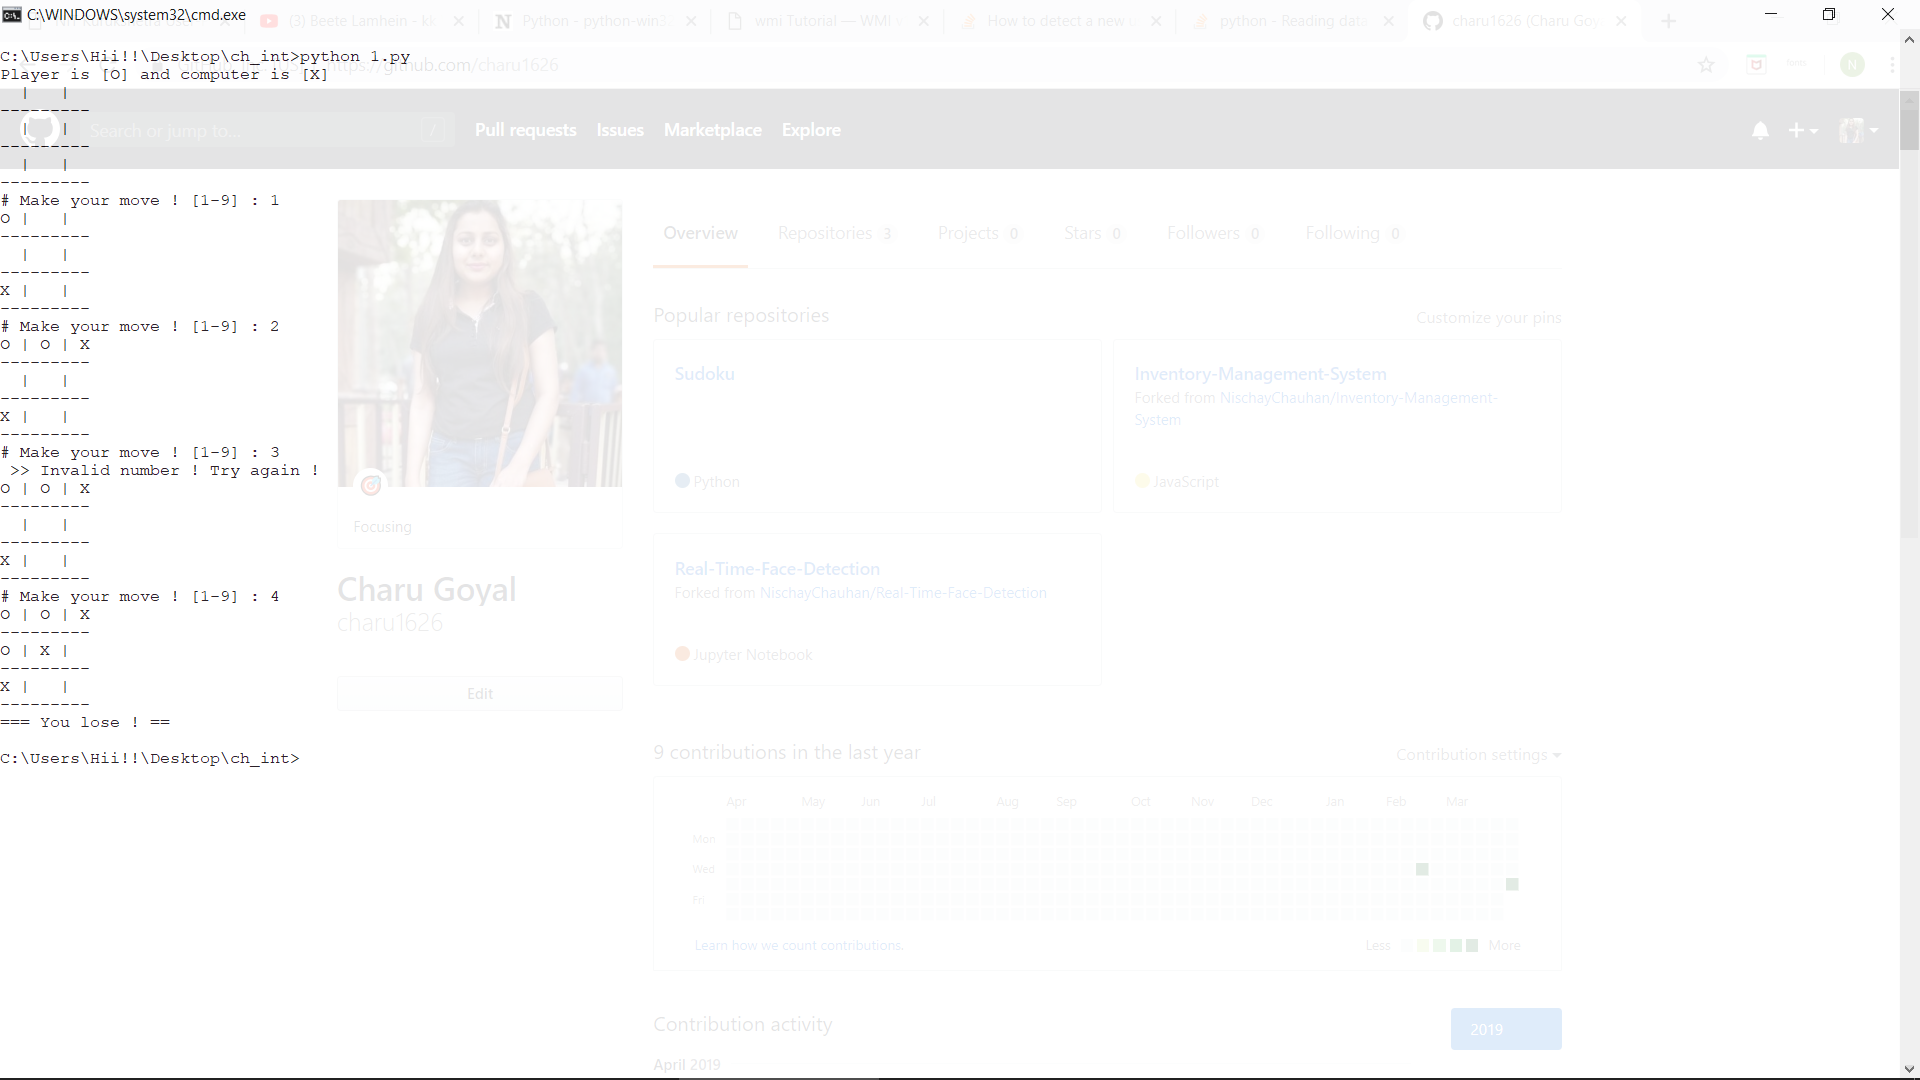 C:\WINDOWS\system32\cmd.exe
(3) Beete Lamhein - k
Python - python-win3
wmi Tutorial — WMI v
How to detect a new u
python - Reading data
charu1626 (Charu Goy
C:\Users\Hii!!\Desktop\ch_int>python 1.py
https://github.com/charu1626
Player is [O] and computer is [X]
  |   |
---------
  |   |
---------
  |   |
---------
# Make your move ! [1-9] : 1
O |   |
---------
  |   |
---------
X |   |
---------
# Make your move ! [1-9] : 2
O | O | X
---------
  |   |
---------
X |   |
---------
# Make your move ! [1-9] : 3
 >> Invalid number ! Try again !
O | O | X
---------
  |   |
---------
X |   |
---------
# Make your move ! [1-9] : 4
O | O | X
---------
O | X |
---------
X |   |
---------
=== You lose ! ==
C:\Users\Hii!!\Desktop\ch_int>
N
Search or jump to... /
Pull requests Issues Marketplace Explore
Focusing
Charu Goyal
charu1626
Edit
Overview Repositories 3 Projects 0 Stars 0 Followers 0 Following 0
Popular repositories
Customize your pins
Sudoku
Python
Inventory-Management-System
Forked from NischayChauhan/Inventory-Management-
System
JavaScript
Real-Time-Face-Detection
Forked from NischayChauhan/Real-Time-Face-Detection
Jupyter Notebook
9 contributions in the last year
Contribution settings
Apr May Jun Jul Aug Sep Oct Nov Dec Jan Feb Mar
Mon
Wed
Fri
Learn how we count contributions.
Less More
Contribution activity
2019
April 2019